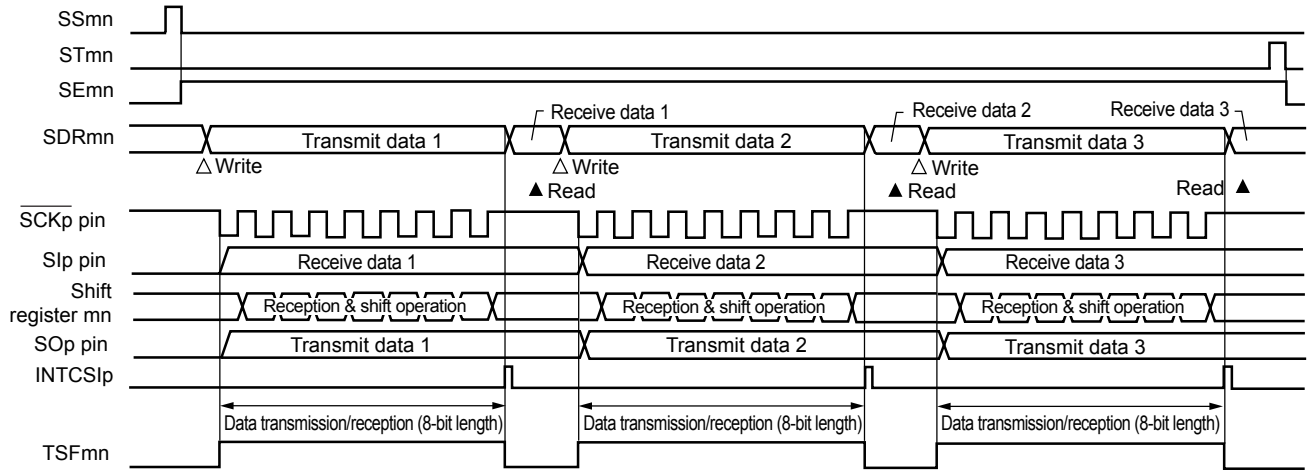 SSmn
STmn
SEmn
Receive data 1
Receive data 2
Receive data 3
SDRmn
Transmit data 1
Transmit data 2
Transmit data 3
△ Write
△ Write
△ Write
▲ Read
▲ Read
Read ▲
SCKp pin
SIp pin
Receive data 1
Receive data 2
Receive data 3
Shift
register mn
Reception & shift operation
Reception & shift operation
Reception & shift operation
SOp pin
Transmit data 1
Transmit data 2
Transmit data 3
INTCSIp
Data transmission/reception (8-bit length)
Data transmission/reception (8-bit length)
Data transmission/reception (8-bit length)
TSFmn